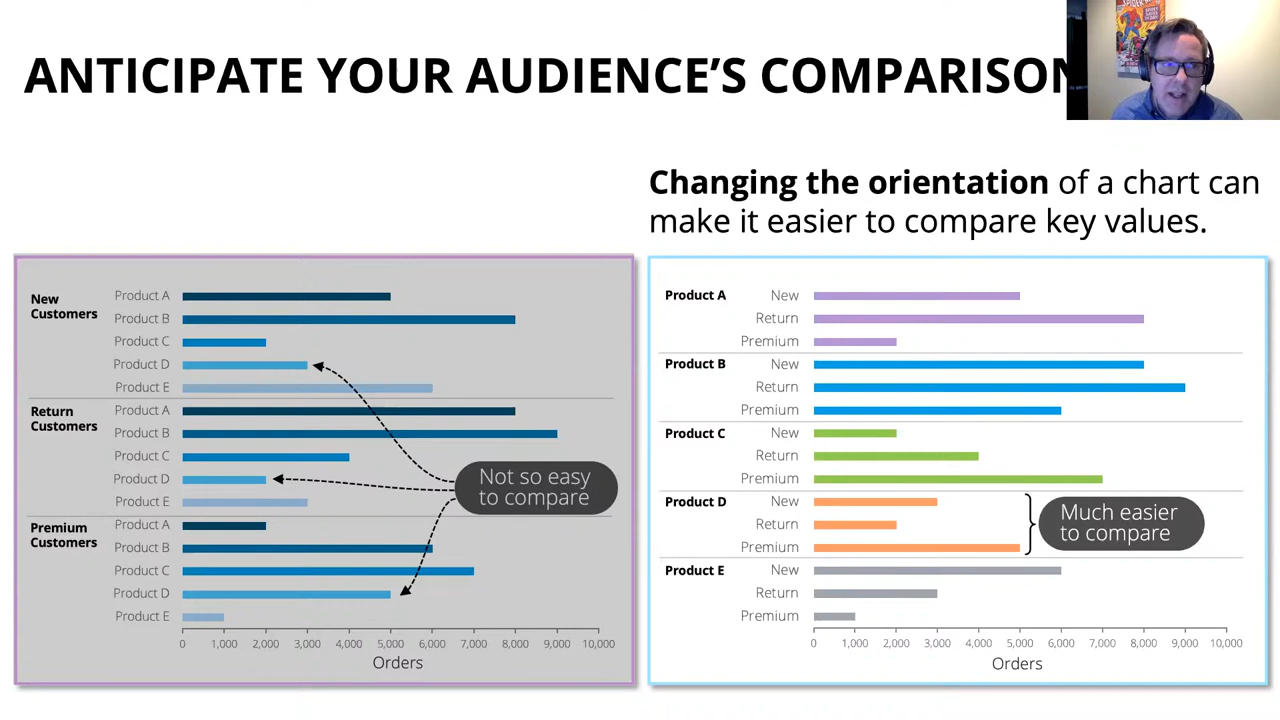 ANTICIPATE YOUR AUDIENCE'S COMPARISON
Changing the orientation of a chart can
make it easier to compare key values.
New
Customers
Product A
Product B
Product C
Product D
Product E
Return
Customers
Product A
Product B
Product C
Product D
Product E
Premium
Customers
Product A
Product B
Product C
Product D
Product E
Not so easy
to compare
0 1,000 2,000 3,000 4,000 5,000 6,000 7,000 8,000 9,000 10,000
Orders
Product A
New
Return
Premium
Product B
New
Return
Premium
Product C
New
Return
Premium
Product D
New
Return
Premium
Product E
New
Return
Premium
Much easier
to compare
0 1,000 2,000 3,000 4,000 5,000 6,000 7,000 8,000 9,000 10,000
Orders